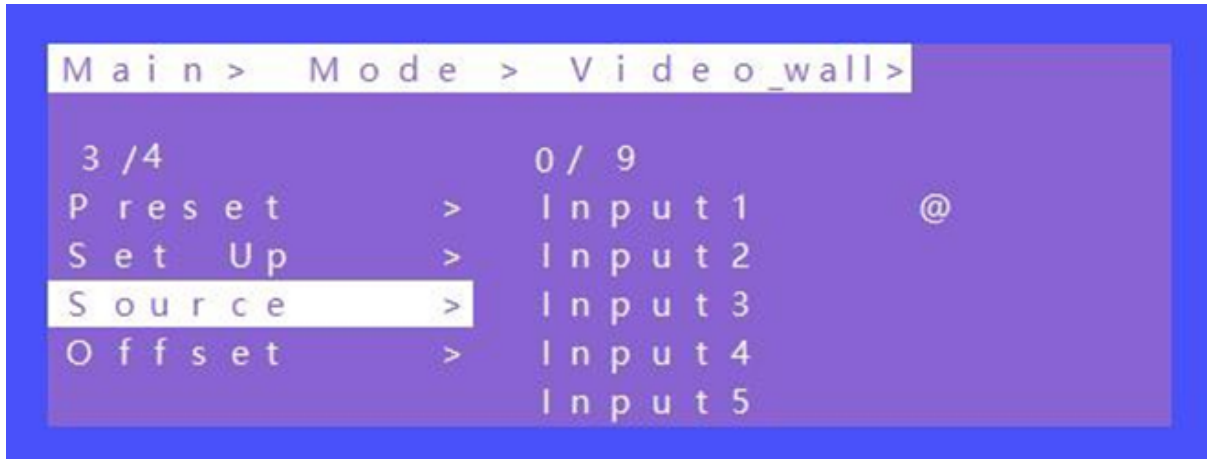 Main> Mode > Video_wall>
3 /4 0/ 9
Preset > Input1 @
Set Up > Input2
Source > Input3
Offset > Input4
Input5